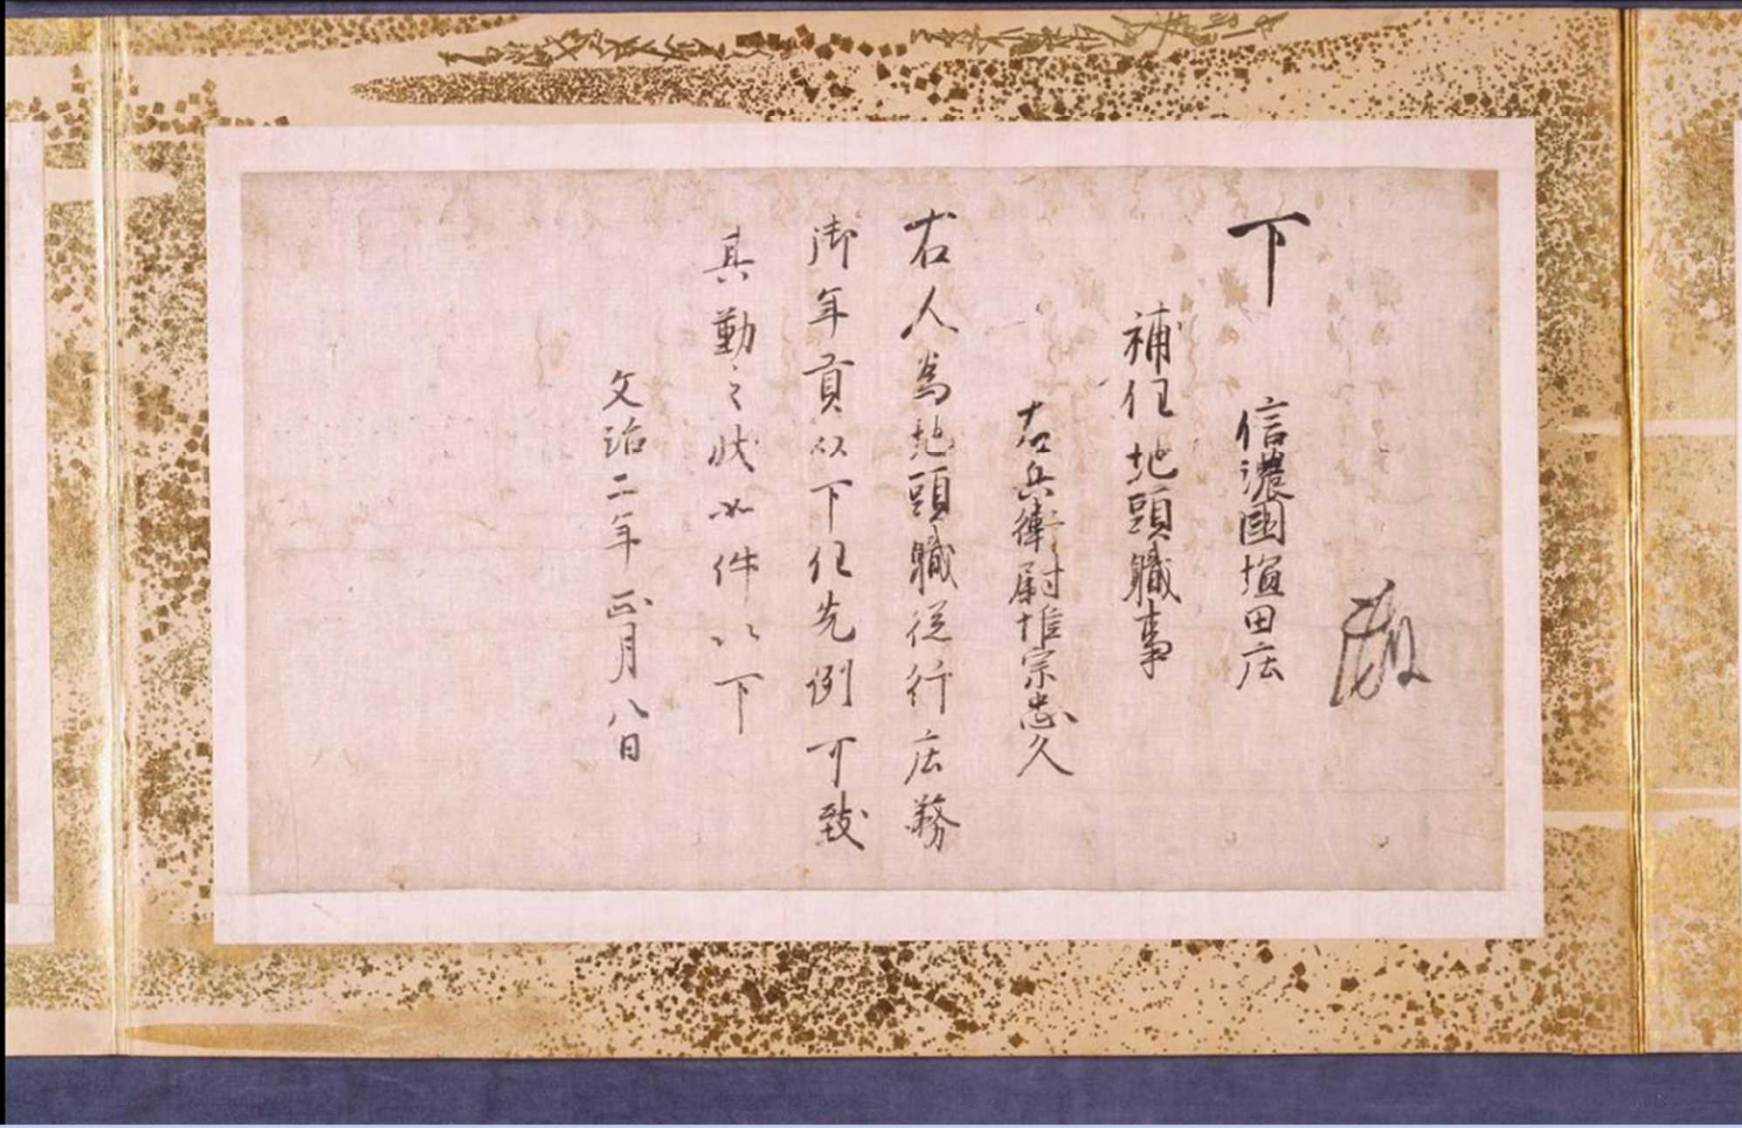 下 信濃國塩田庄
補任地頭職事
左兵衛尉惟宗忠久
右人為地頭職従行庄務
御年貢以下任先例可致
其勤之状如件以下
文治二年正月八日